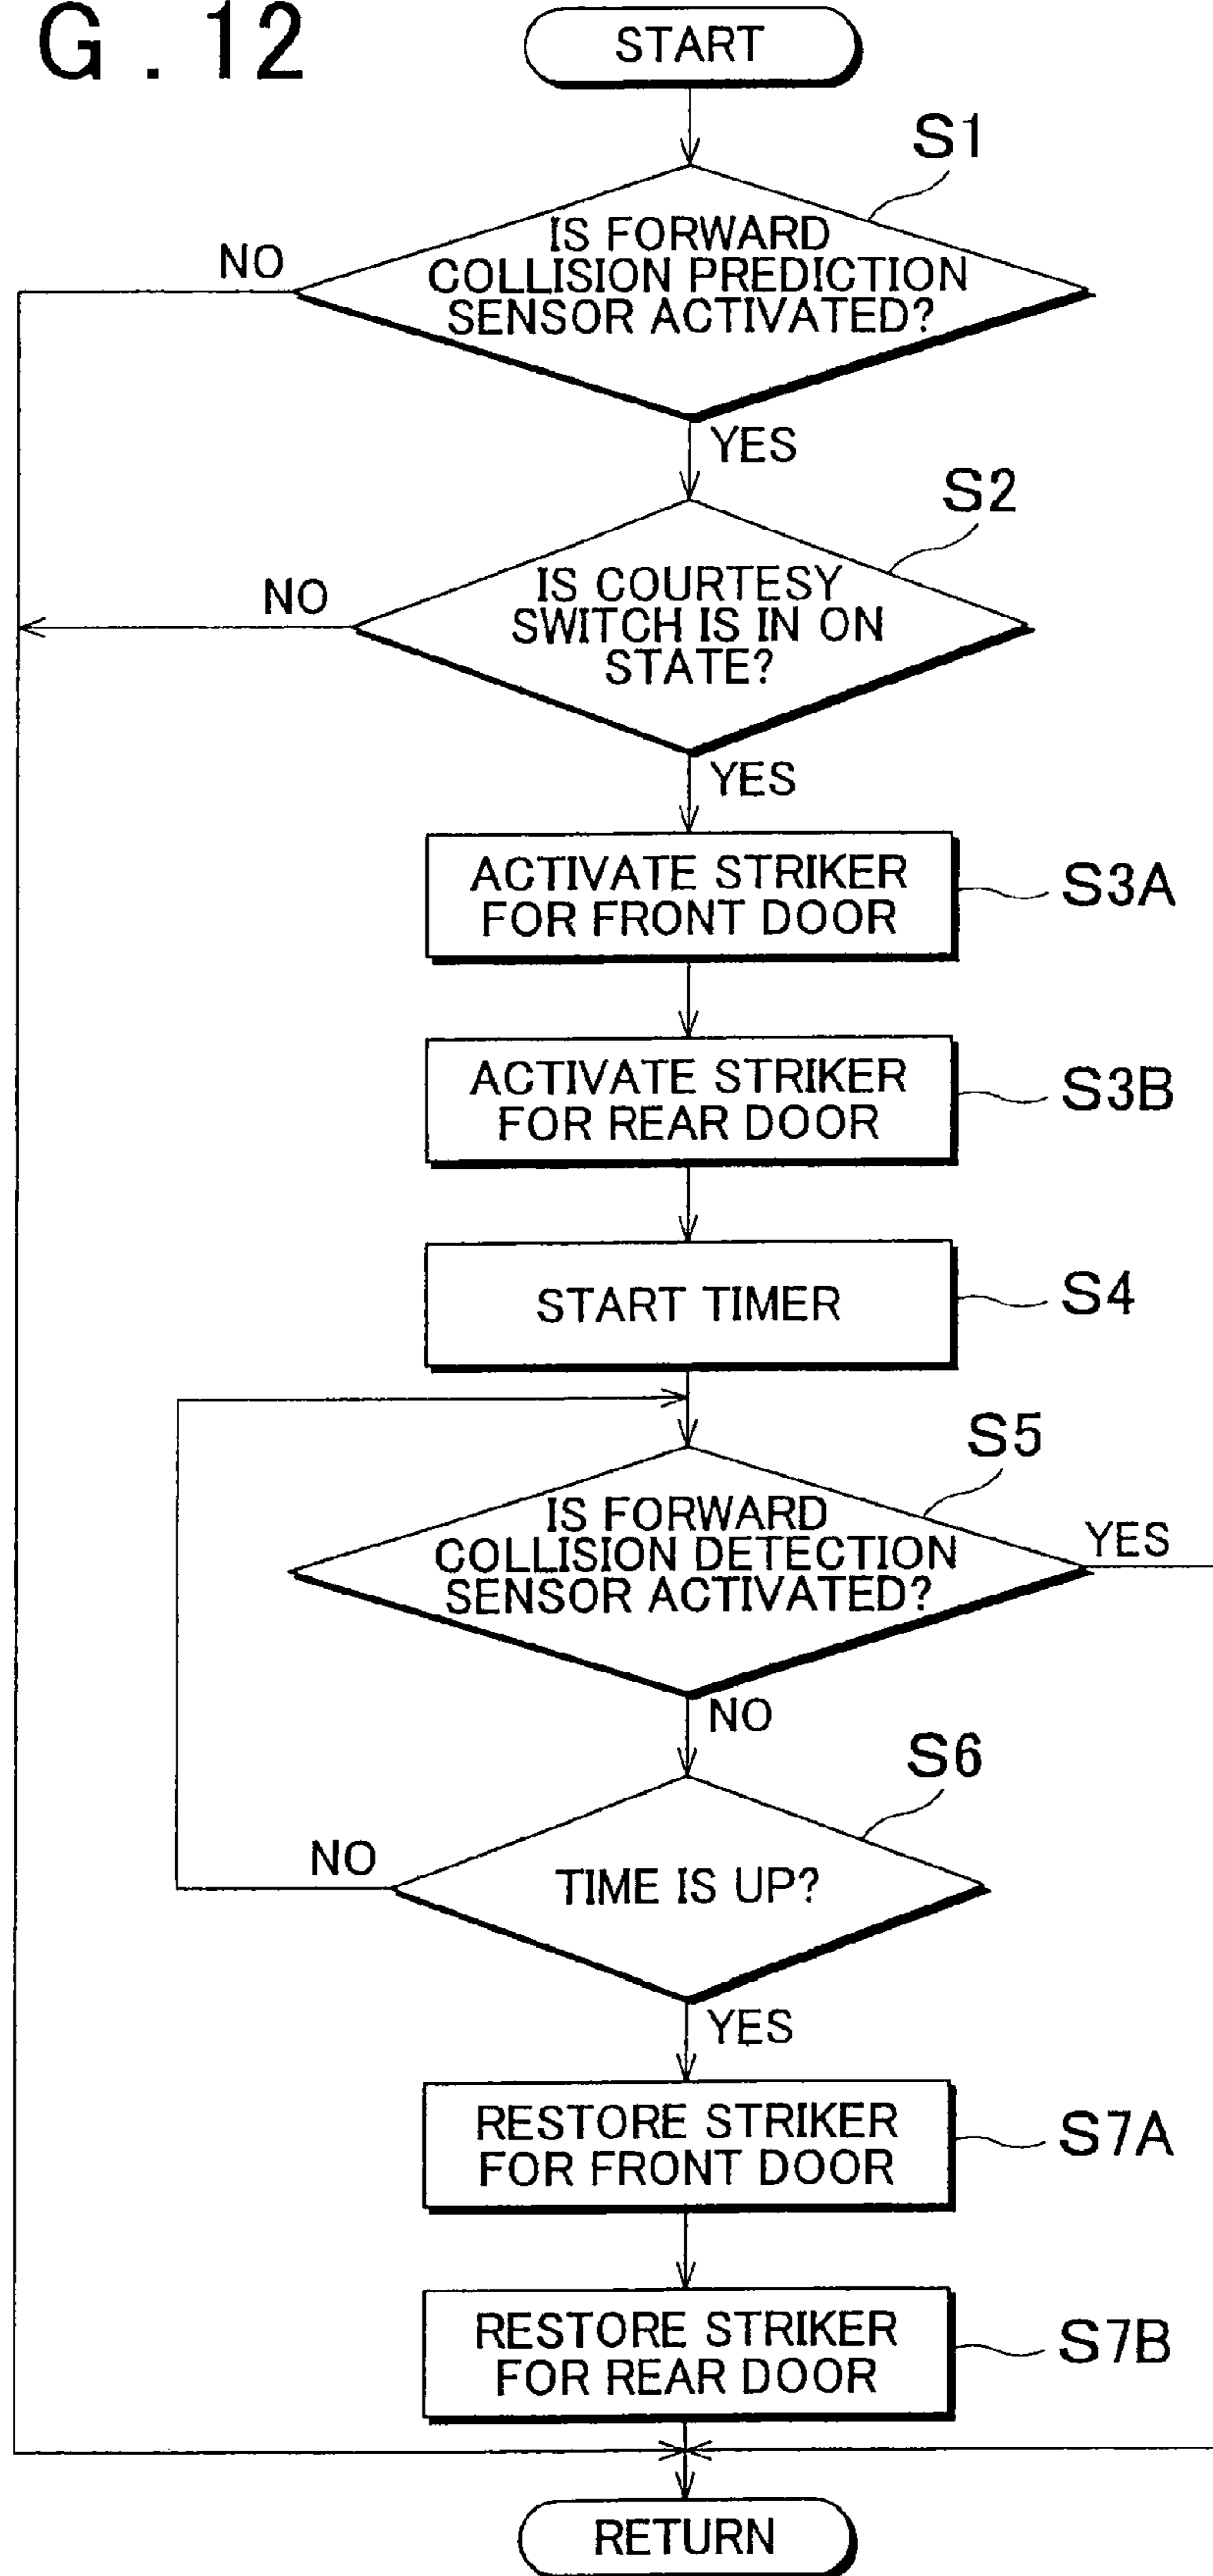 G . 12
START
S1
IS FORWARD
COLLISION PREDICTION
SENSOR ACTIVATED?
NO
YES
S2
IS COURTESY
SWITCH IS IN ON
STATE?
NO
YES
ACTIVATE STRIKER
FOR FRONT DOOR
S3A
ACTIVATE STRIKER
FOR REAR DOOR
S3B
START TIMER
S4
S5
IS FORWARD
COLLISION DETECTION
SENSOR ACTIVATED?
YES
NO
S6
TIME IS UP?
NO
YES
RESTORE STRIKER
FOR FRONT DOOR
S7A
RESTORE STRIKER
FOR REAR DOOR
S7B
RETURN